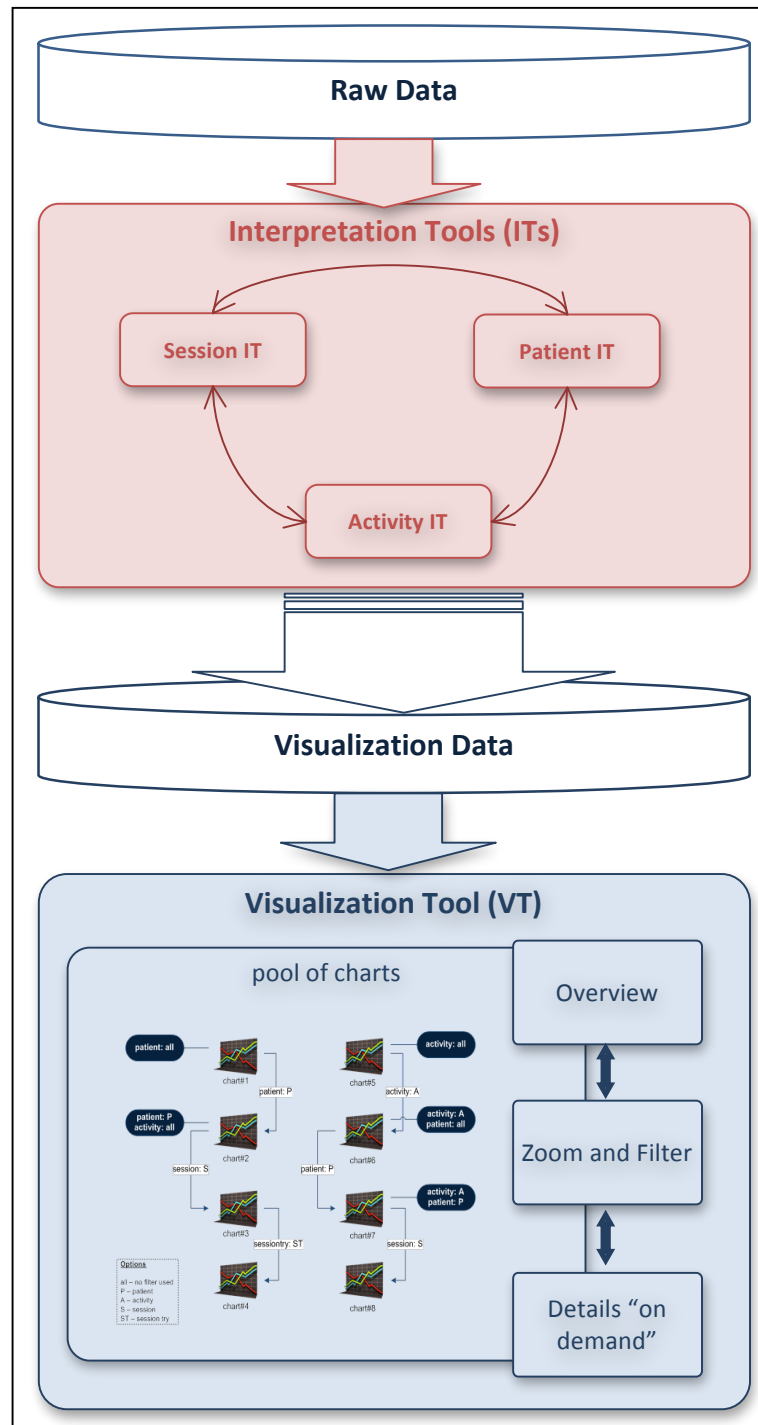 Raw Data
Interpretation Tools (ITs)
Session IT
Patient IT
Activity IT
Visualization Data
Visualization Tool (VT)
pool of charts
patient: all
chart#1
patient: P
patient: P
activity: all
chart#2
session: S
chart#3
sessiontry: ST
chart#4
activity: all
chart#5
activity: A
activity: A
patient: all
chart#6
patient: P
activity: A
patient: P
chart#7
session: S
chart#8
Options
all – no filter used
P – patient
A – activity
S – session
ST – session try
Overview
Zoom and Filter
Details “on
demand”